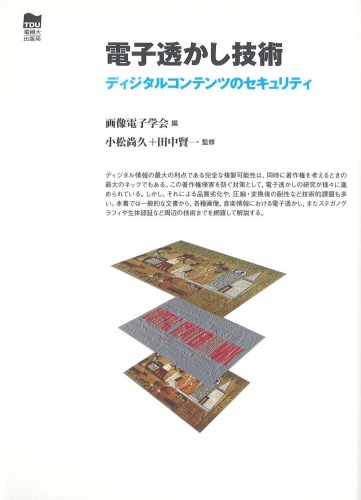 TDU
電機大
出版局
電子透かし技術
ディジタルコンテンツのセキュリティ
画像電子学会 編
小松尚久+田中賢一 監修
ディジタル情報の最大の利点である完全な複製可能性は、同時に著作権を考えるときの
最大のネックでもある。この著作権侵害を防ぐ対策として、電子透かしの研究が様々に進
められている。しかし、それによる品質劣化や、圧縮・変換後の耐性など技術的課題も多
い。本書では一般的な文書から、各種画像、音楽情報における電子透かし、またステガノグ
ラフィや生体認証など周辺の技術までを網羅して解説する。